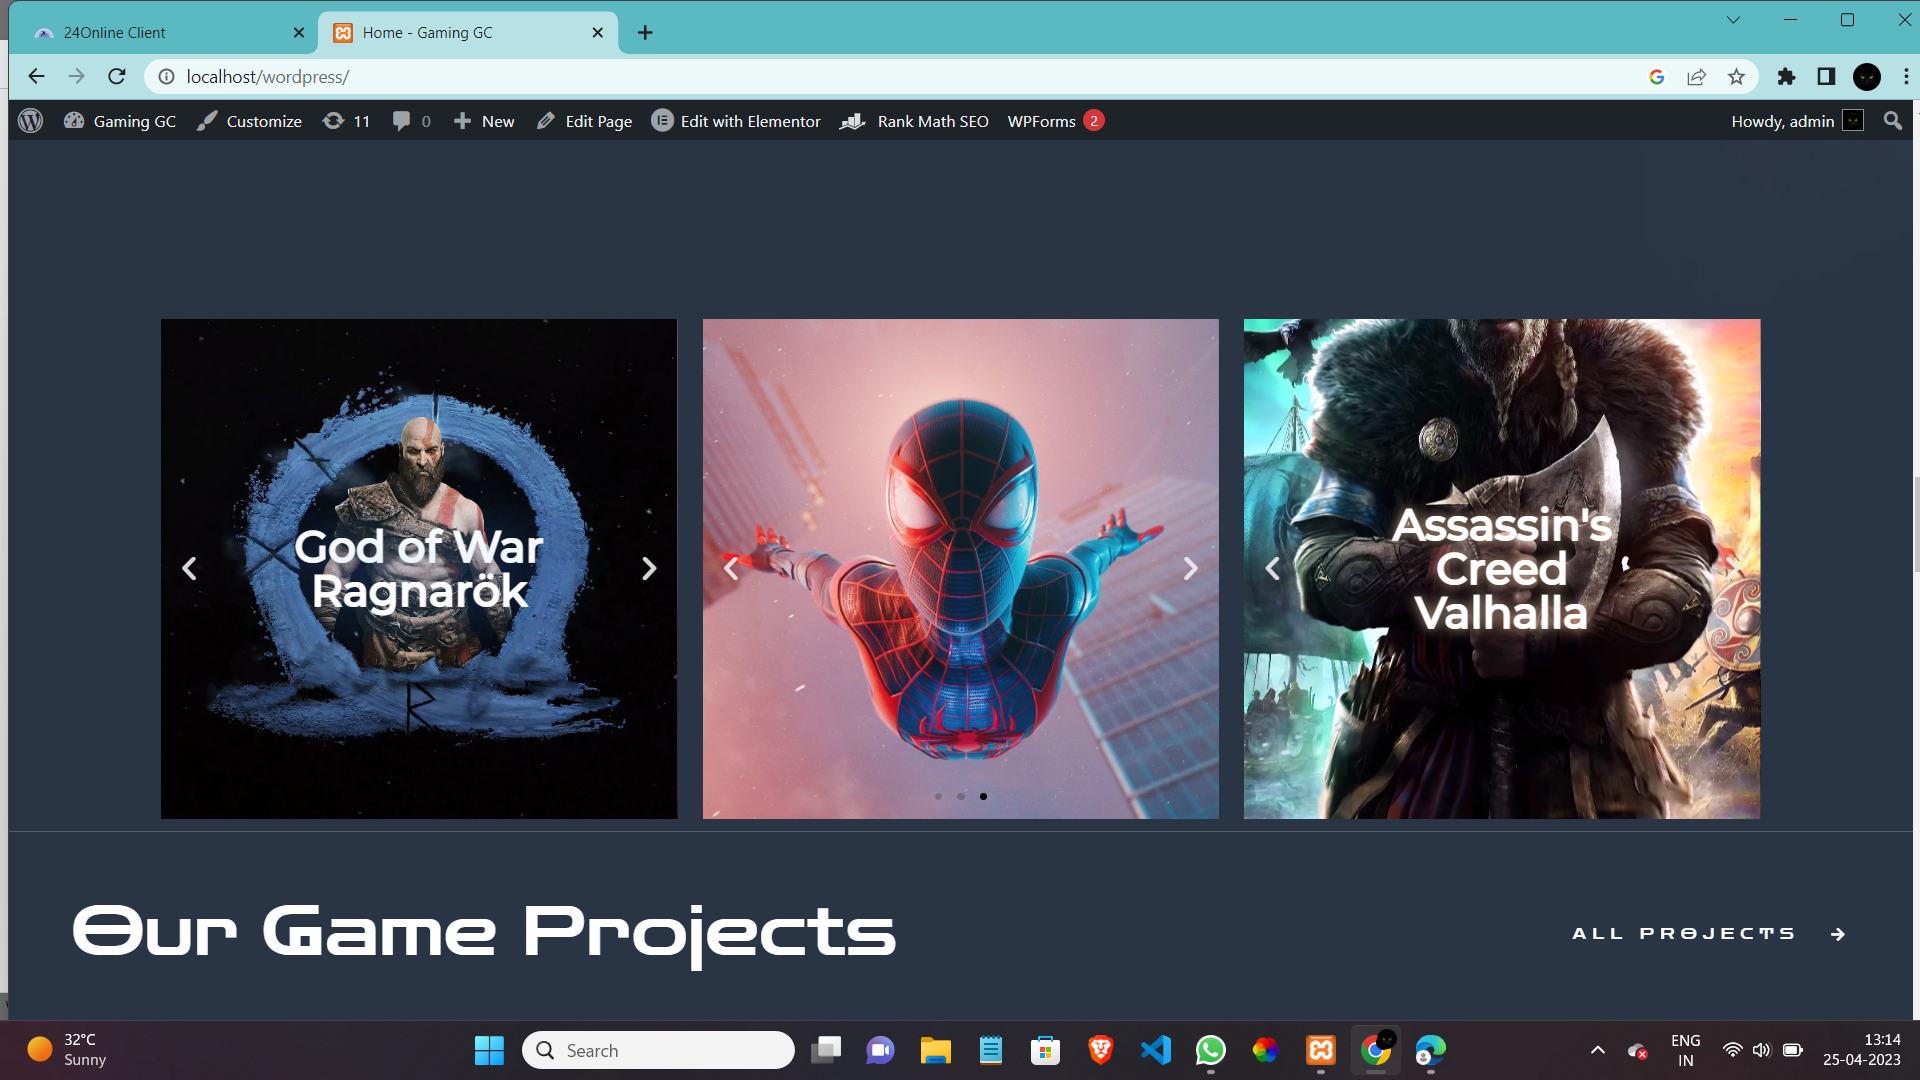 24Online Client
Home - Gaming GC
localhost/wordpress/
Gaming GC
Customize
11
0
New
Edit Page
Edit with Elementor
Rank Math SEO
WPForms 2
Howdy, admin
God of War
Ragnarök
Assassin's
Creed
Valhalla
Our Game Projects
ALL PROJECTS
32°C
Sunny
Search
ENG
IN
13:14
25-04-2023